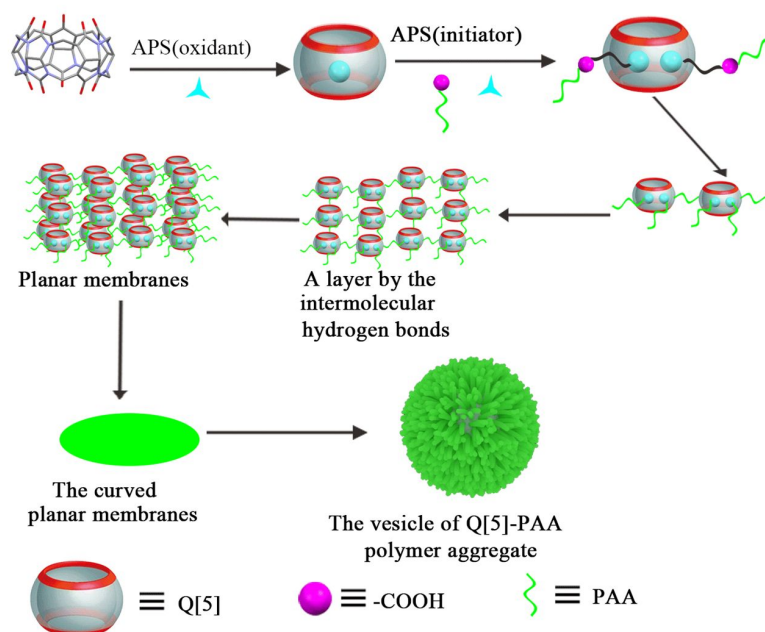 APS(oxidant)
APS(initiator)
Planar membranes
A layer by the
intermolecular
hydrogen bonds
The curved
planar membranes
The vesicle of Q[5]-PAA
polymer aggregate
≡ Q[5]
≡ -COOH
≡ PAA